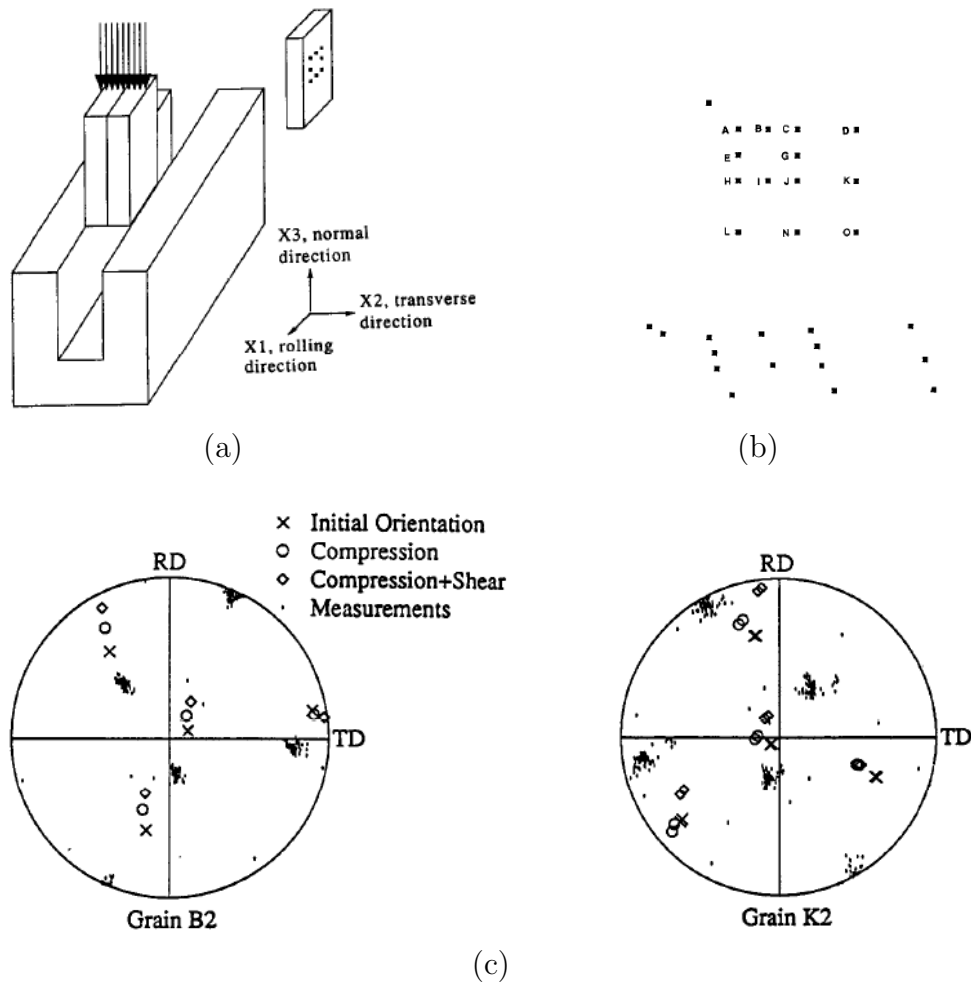 X3, normal
direction
X2, transverse
direction
X1, rolling
direction
(a)
A B C D
E G
H I J K
L N O
(b)
× Initial Orientation
○ Compression
◇ Compression+Shear
Measurements
RD
TD
Grain B2
RD
TD
Grain K2
(c)